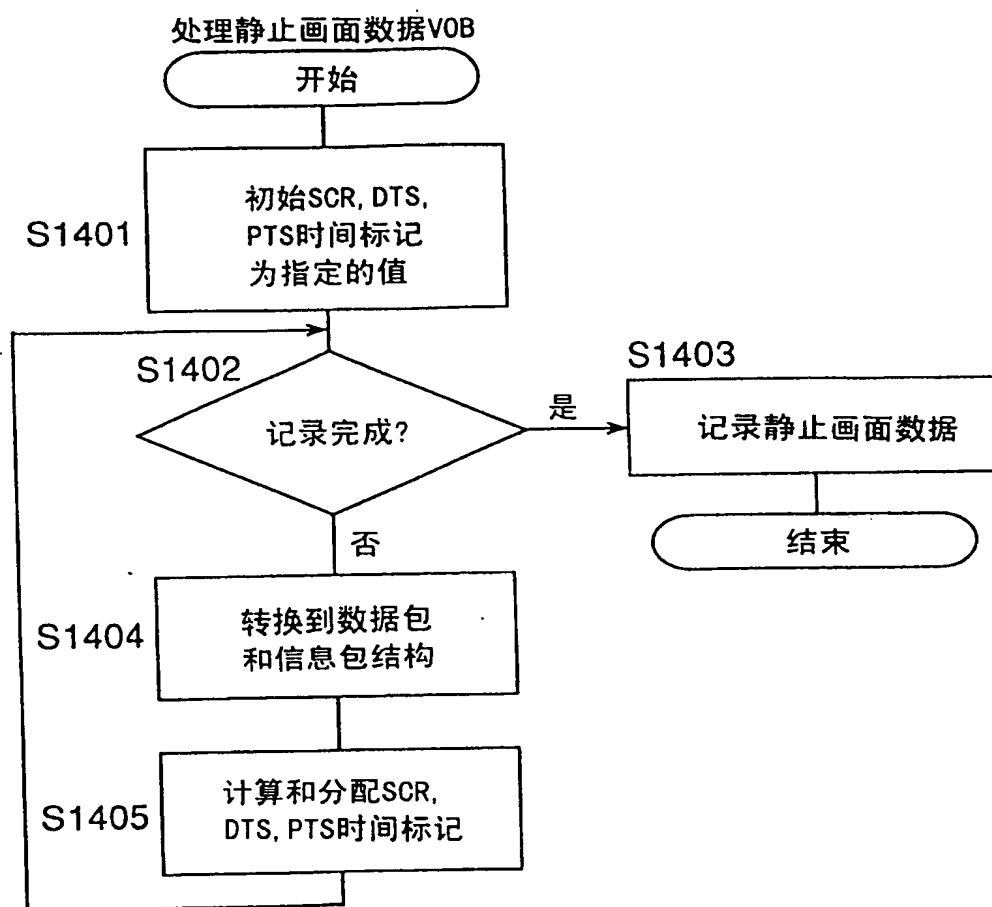 处理静止画面数据VOB
开始
S1401
初始SCR, DTS,
PTS时间标记
为指定的值
S1402
记录完成?
是
S1403
记录静止画面数据
结束
否
S1404
转换到数据包
和信息包结构
S1405
计算和分配SCR,
DTS, PTS时间标记